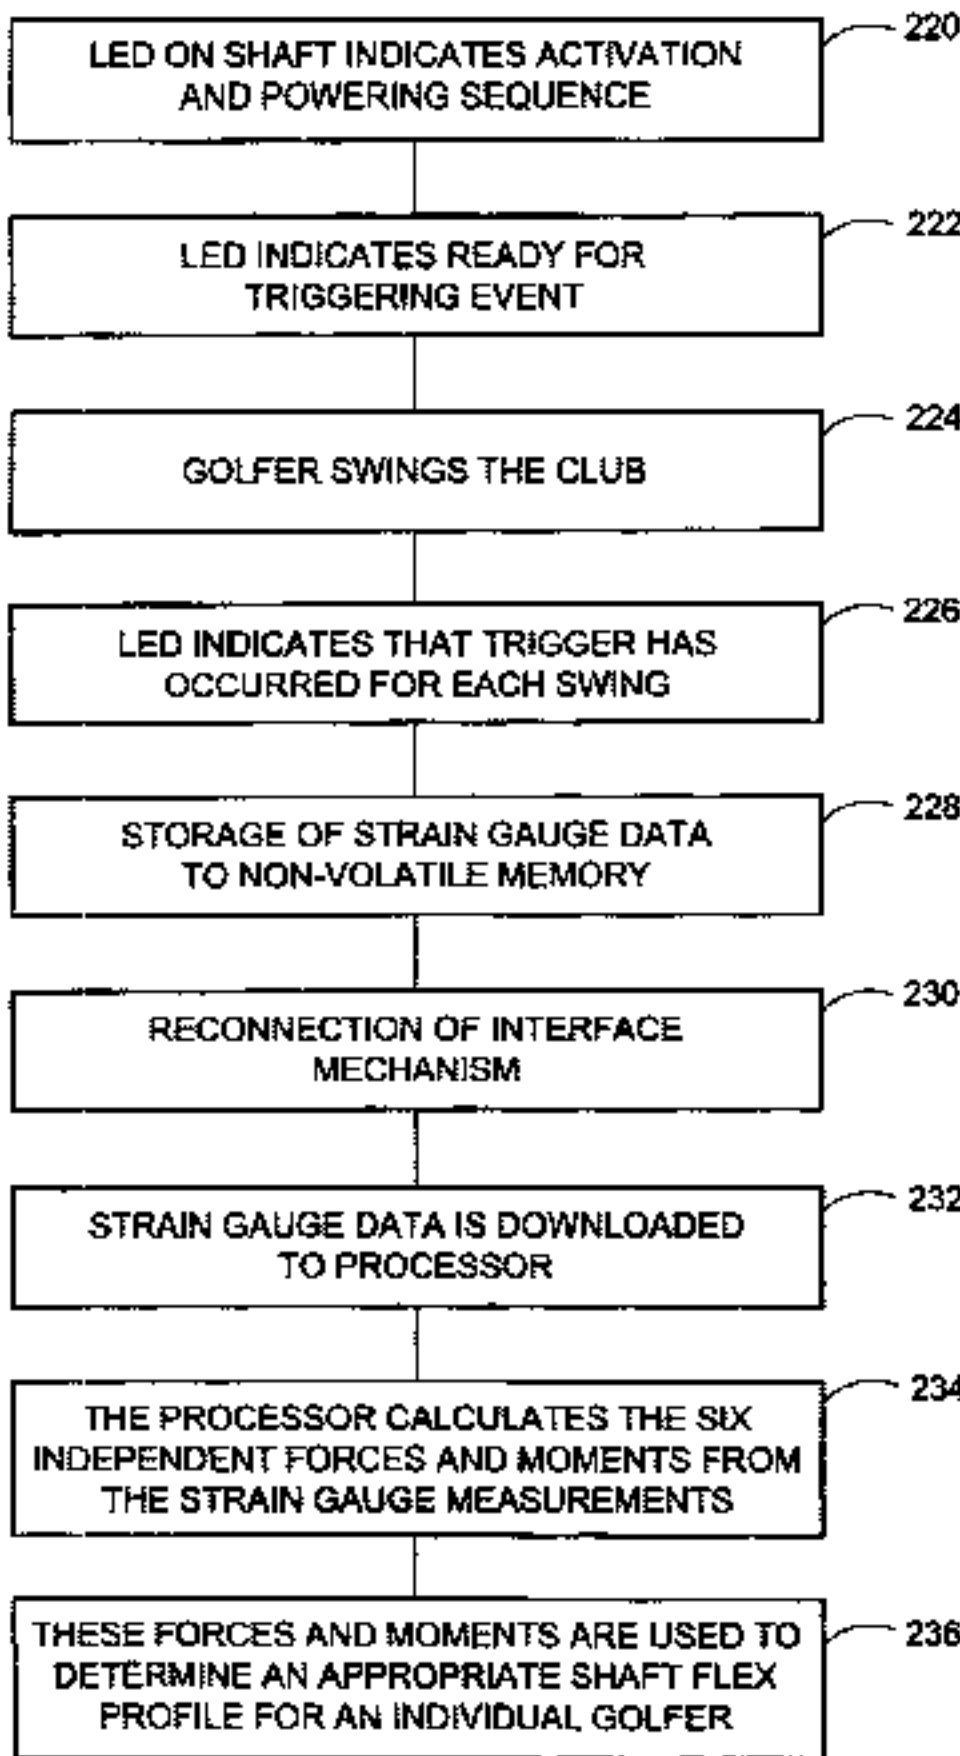 220
LED ON SHAFT INDICATES ACTIVATION
AND POWERING SEQUENCE
222
LED INDICATES READY FOR
TRIGGERING EVENT
224
GOLFER SWINGS THE CLUB
226
LED INDICATES THAT TRIGGER HAS
OCCURRED FOR EACH SWING
228
STORAGE OF STRAIN GAUGE DATA
TO NON-VOLATILE MEMORY
230
RECONNECTION OF INTERFACE
MECHANISM
232
STRAIN GAUGE DATA IS DOWNLOADED
TO PROCESSOR
234
THE PROCESSOR CALCULATES THE SIX
INDEPENDENT FORCES AND MOMENTS FROM
THE STRAIN GAUGE MEASUREMENTS
236
THESE FORCES AND MOMENTS ARE USED TO
DETERMINE AN APPROPRIATE SHAFT FLEX
PROFILE FOR AN INDIVIDUAL GOLFER